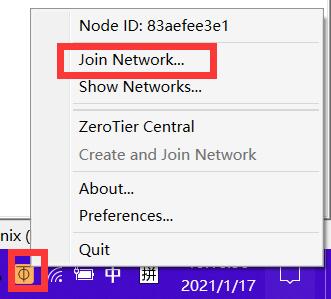 Node ID: 83aefee3e1
Join Network...
Show Networks...
ZeroTier Central
Create and Join Network
About...
Preferences...
Quit
nix (
中
拼
2021/1/17